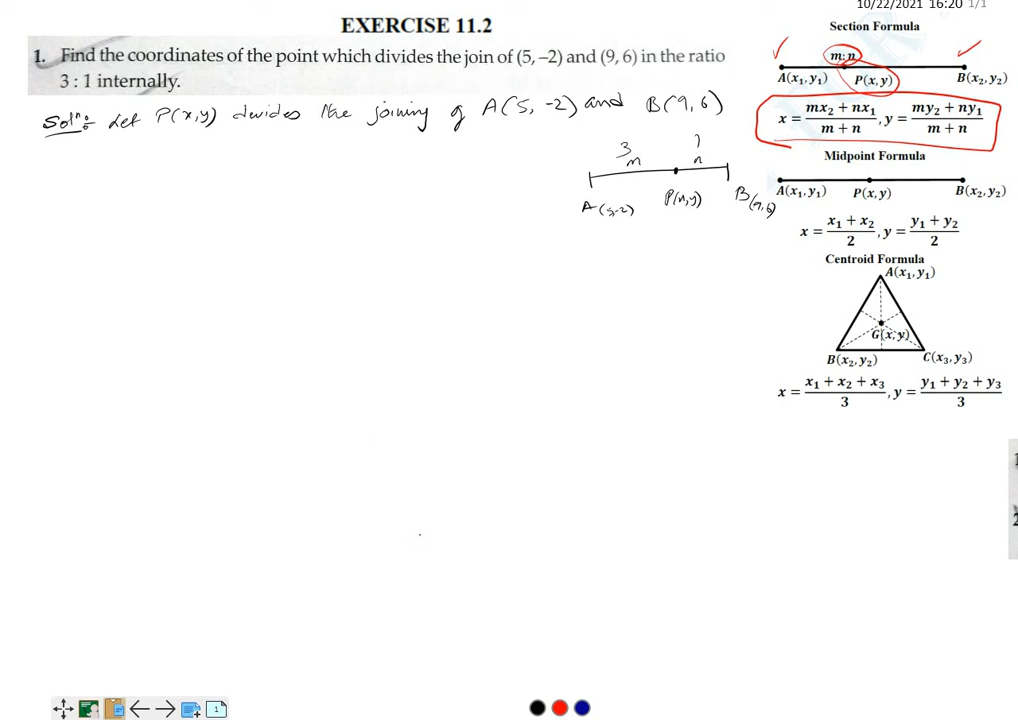 10/22/2021 16:20 1/1
EXERCISE 11.2
1. Find the coordinates of the point which divides the join of (5, –2) and (9, 6) in the ratio
3 : 1 internally.
Solⁿ: Let P(x,y) divides the joining of A(5, -2) and B(9, 6)
3 1
m n
A(5,-2) P(x,y) B(9,6)
Section Formula
m:n
A(x₁,y₁) P(x,y) B(x₂,y₂)
x = (mx₂ + nx₁)/(m + n), y = (my₂ + ny₁)/(m + n)
Midpoint Formula
A(x₁,y₁) P(x,y) B(x₂,y₂)
x = (x₁ + x₂)/2, y = (y₁ + y₂)/2
Centroid Formula
A(x₁,y₁)
G(x,y)
B(x₂,y₂) C(x₃,y₃)
x = (x₁ + x₂ + x₃)/3, y = (y₁ + y₂ + y₃)/3
1